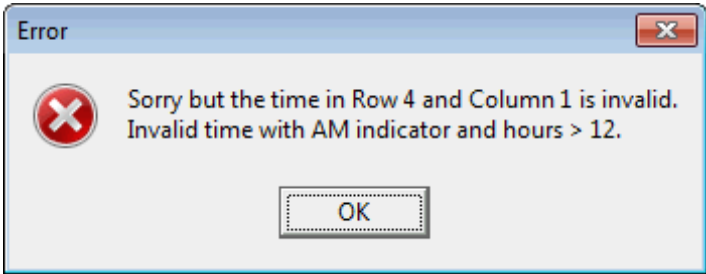 Error
Sorry but the time in Row 4 and Column 1 is invalid.
Invalid time with AM indicator and hours > 12.
OK